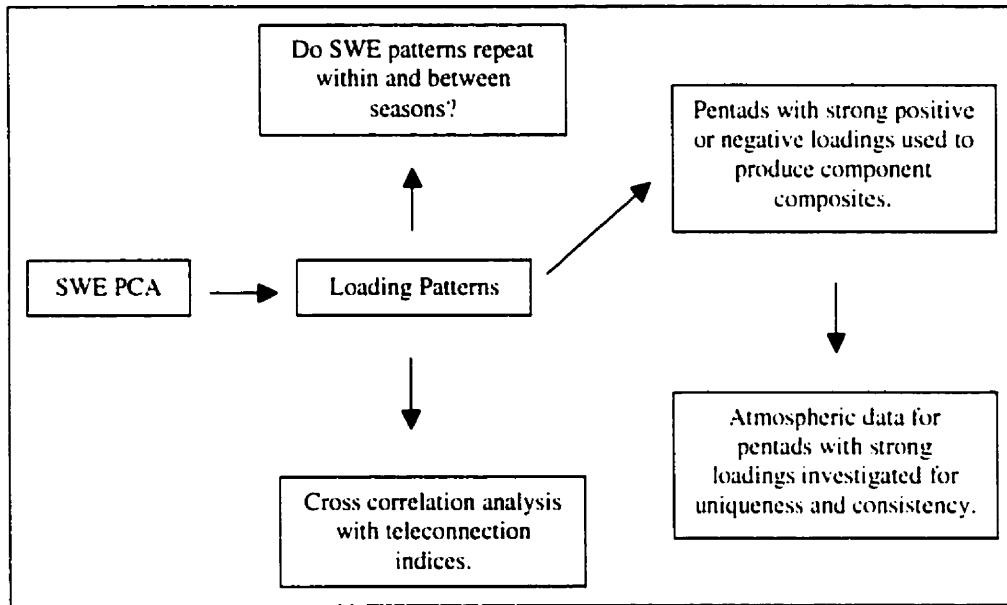 Do SWE patterns repeat
within and between
seasons?
Pentads with strong positive
or negative loadings used to
produce component
composites.
SWE PCA
Loading Patterns
Atmospheric data for
pentads with strong
loadings investigated for
uniqueness and consistency.
Cross correlation analysis
with teleconnection
indices.